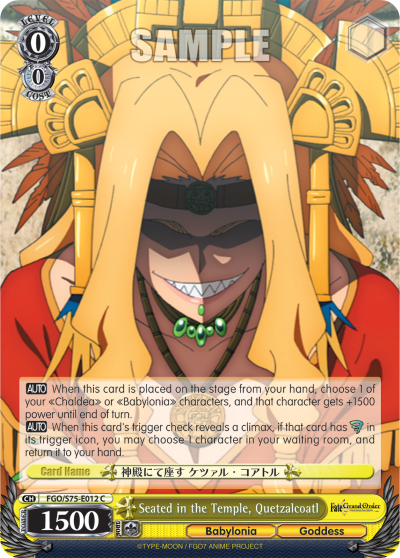 SAMPLE
LEVEL
0
0
COST
AUTO When this card is placed on the stage from your hand, choose 1 of
your «Chaldea» or «Babylonia» characters, and that character gets +1500
power until end of turn.
AUTO When this card's trigger check reveals a climax, if that card has
in its trigger icon, you may choose 1 character in your waiting room, and
return it to your hand.
Card Name
神殿にて座す ケツァル・コアトル
CH FGO/S75-E012 C
Seated in the Temple, Quetzalcoatl
Fate/Grand Order
POWER
1500
SOUL
Babylonia
Goddess
©TYPE-MOON / FGO7 ANIME PROJECT